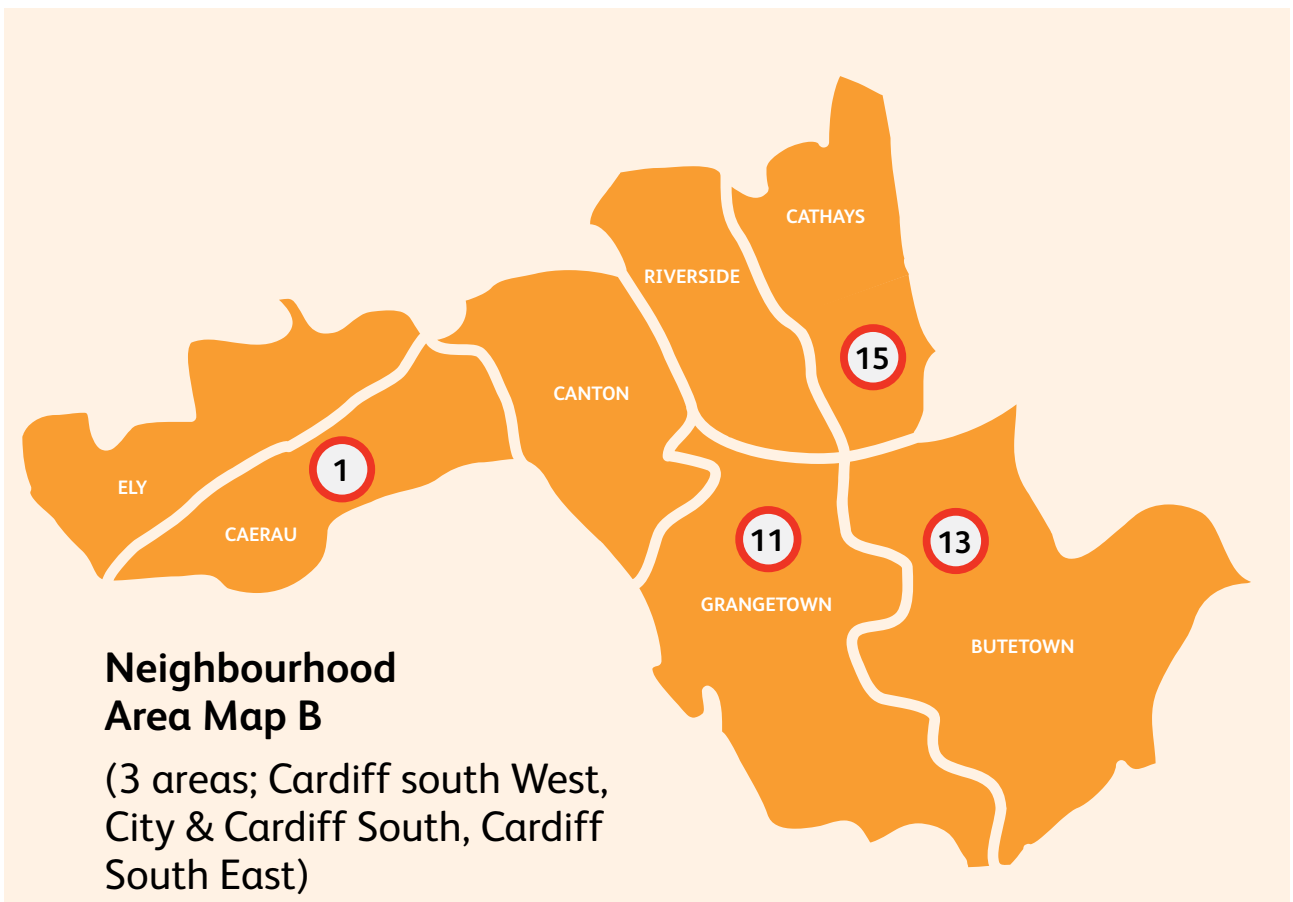 CATHAYS
RIVERSIDE
15
CANTON
1
ELY
CAERAU
11
13
GRANGETOWN
BUTETOWN
Neighbourhood
Area Map B
(3 areas; Cardiff south West,
City & Cardiff South, Cardiff
South East)